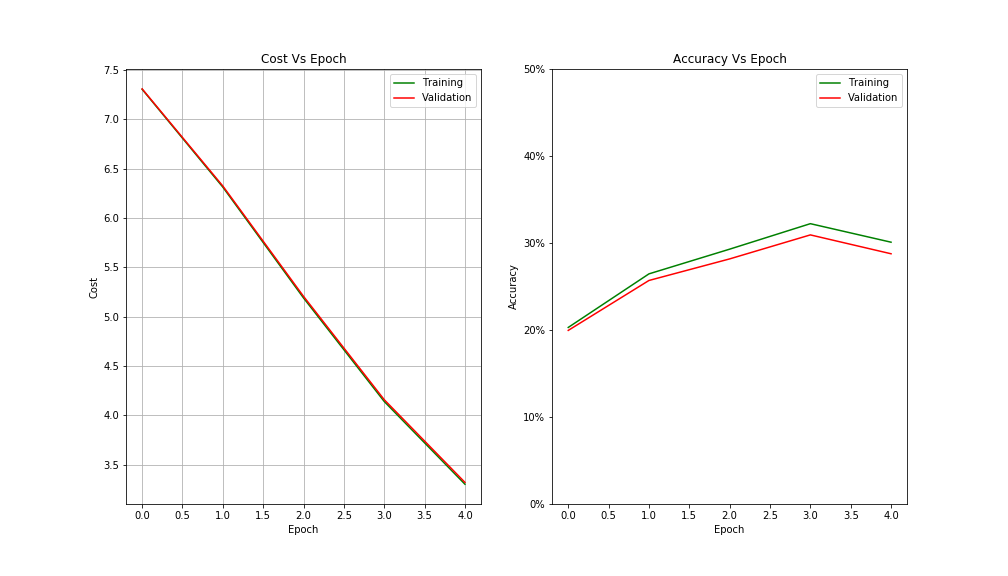 Cost Vs Epoch
7.5
7.0
6.5
6.0
5.5
5.0
4.5
4.0
3.5
Cost
Training
Validation
0.0 0.5 1.0 1.5 2.0 2.5 3.0 3.5 4.0
Epoch
Accuracy Vs Epoch
50%
40%
30%
20%
10%
0%
Accuracy
Training
Validation
0.0 0.5 1.0 1.5 2.0 2.5 3.0 3.5 4.0
Epoch